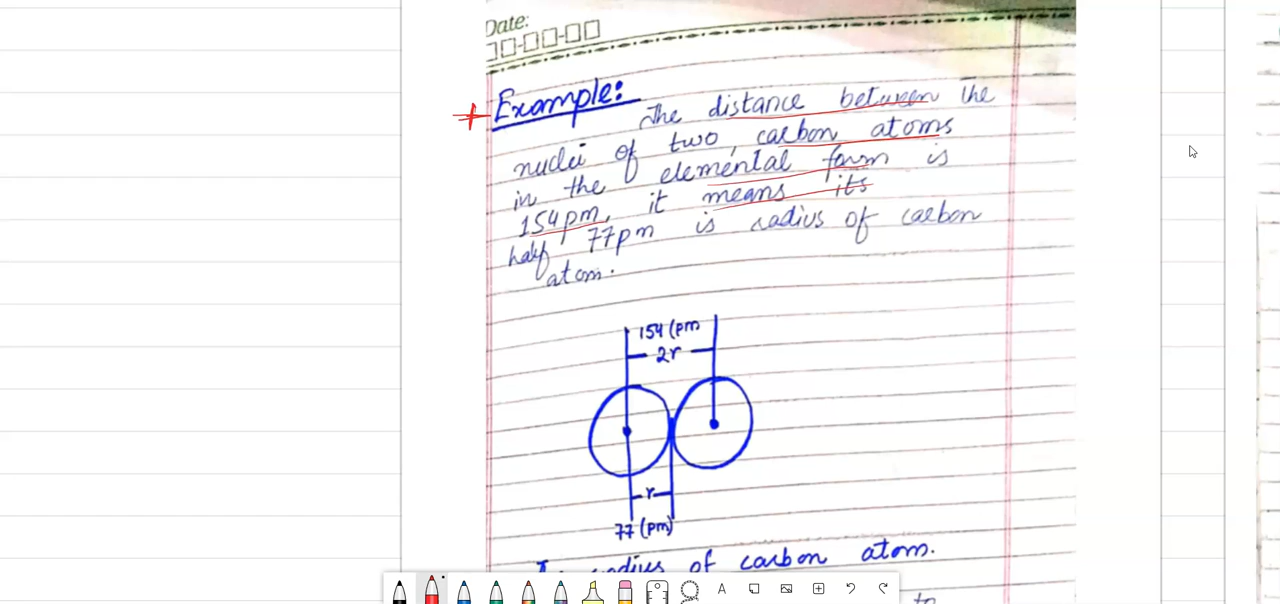 Date:
Example:
The distance between the
nuclei of two, carbon atoms
in the elemental form is
154pm, it means its
half, 77pm is radius of carbon
atom.
154 (pm
2r
r
77 (pm)
radius of carbon atom.
to
A